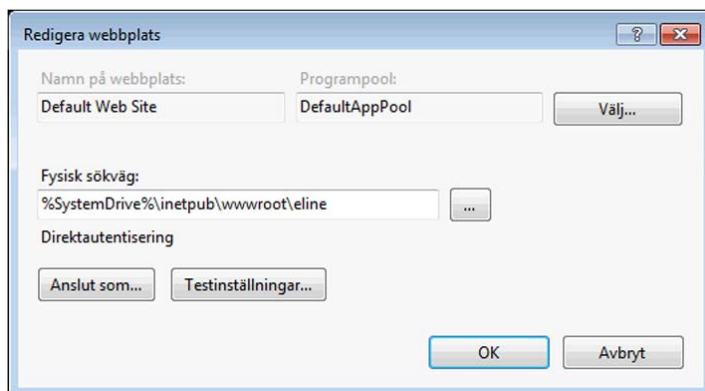 Redigera webbplats
Namn på webbplats: Programpool:
Default Web Site DefaultAppPool Välj...
Fysisk sökväg:
%SystemDrive%\inetpub\wwwroot\eline ...
Direktautentisering
Anslut som... Testinställningar...
OK Avbryt